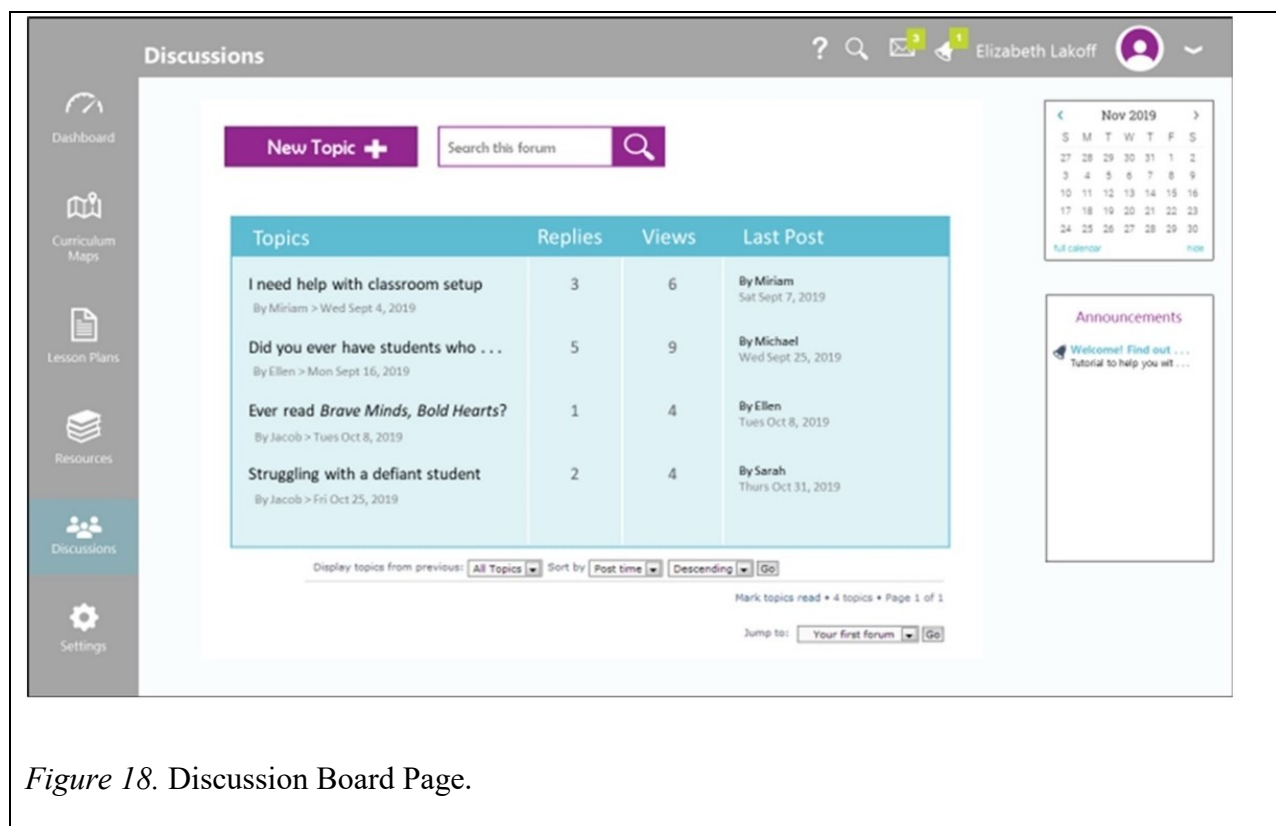 Discussions
? 3 1 Elizabeth Lakoff
Dashboard
Curriculum
Maps
Lesson Plans
Resources
Discussions
Settings
New Topic +
Search this forum
Topics Replies Views Last Post
I need help with classroom setup 3 6 By Miriam
By Miriam > Wed Sept 4, 2019 Sat Sept 7, 2019
Did you ever have students who . . . 5 9 By Michael
By Ellen > Mon Sept 16, 2019 Wed Sept 25, 2019
Ever read Brave Minds, Bold Hearts? 1 4 By Ellen
By Jacob > Tues Oct 8, 2019 Tues Oct 8, 2019
Struggling with a defiant student 2 4 By Sarah
By Jacob > Fri Oct 25, 2019 Thurs Oct 31, 2019
Display topics from previous: All Topics Sort by Post time Descending Go
Mark topics read • 4 topics • Page 1 of 1
Jump to: Your first forum Go
< Nov 2019 >
S M T W T F S
27 28 29 30 31 1 2
3 4 5 6 7 8 9
10 11 12 13 14 15 16
17 18 19 20 21 22 23
24 25 26 27 28 29 30
full calendar hide
Announcements
Welcome! Find out . . .
Tutorial to help you wit . . .
Figure 18. Discussion Board Page.